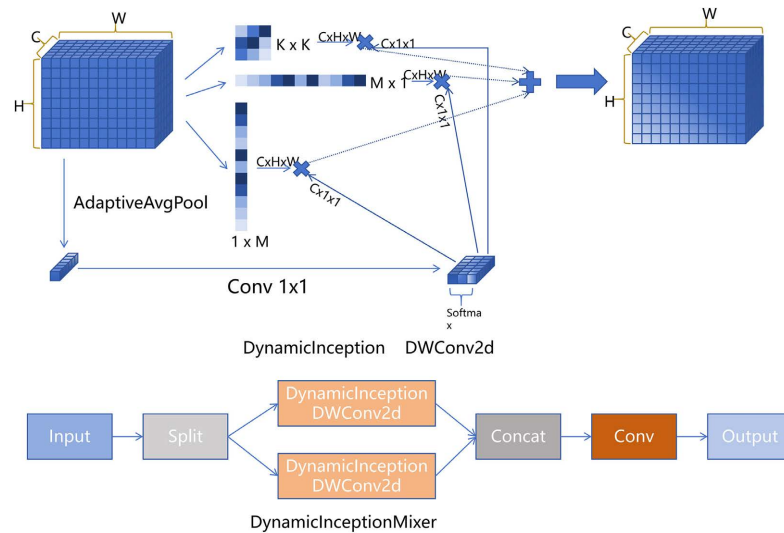 C
W
H
K x K
CxHxW
Cx1x1
M x 1
CxHxW
Cx1x1
CxHxW
Cx1x1
1 x M
AdaptiveAvgPool
Conv 1x1
Softma
x
C
W
H
DynamicInception DWConv2d
Input
Split
DynamicInception
DWConv2d
DynamicInception
DWConv2d
Concat
Conv
Output
DynamicInceptionMixer